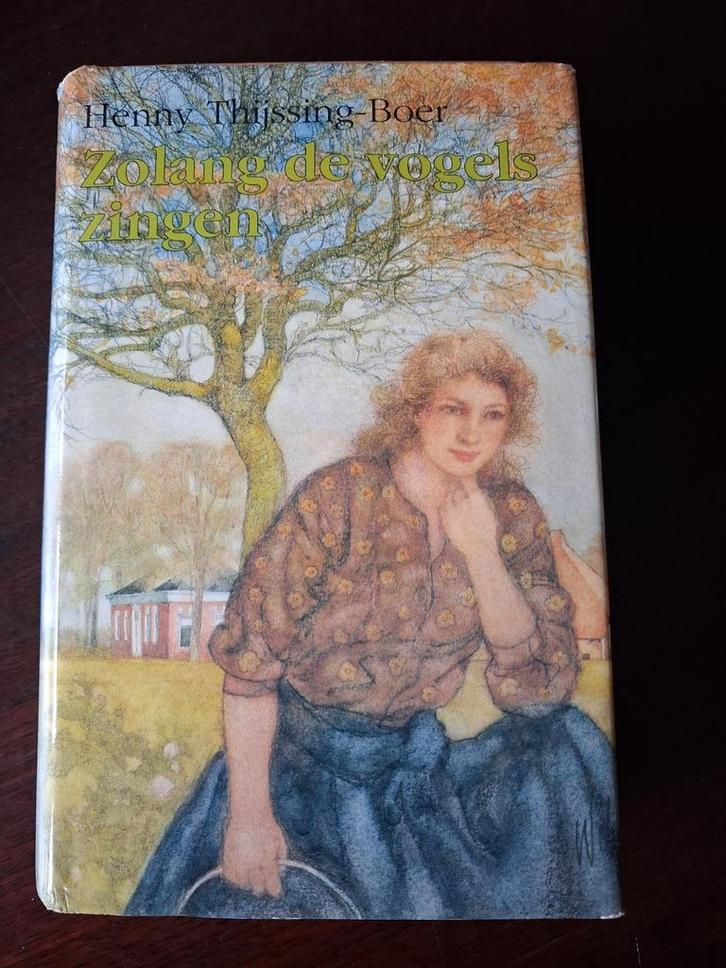 Henny Thijssing-Boer
Zolang de vogels
zingen